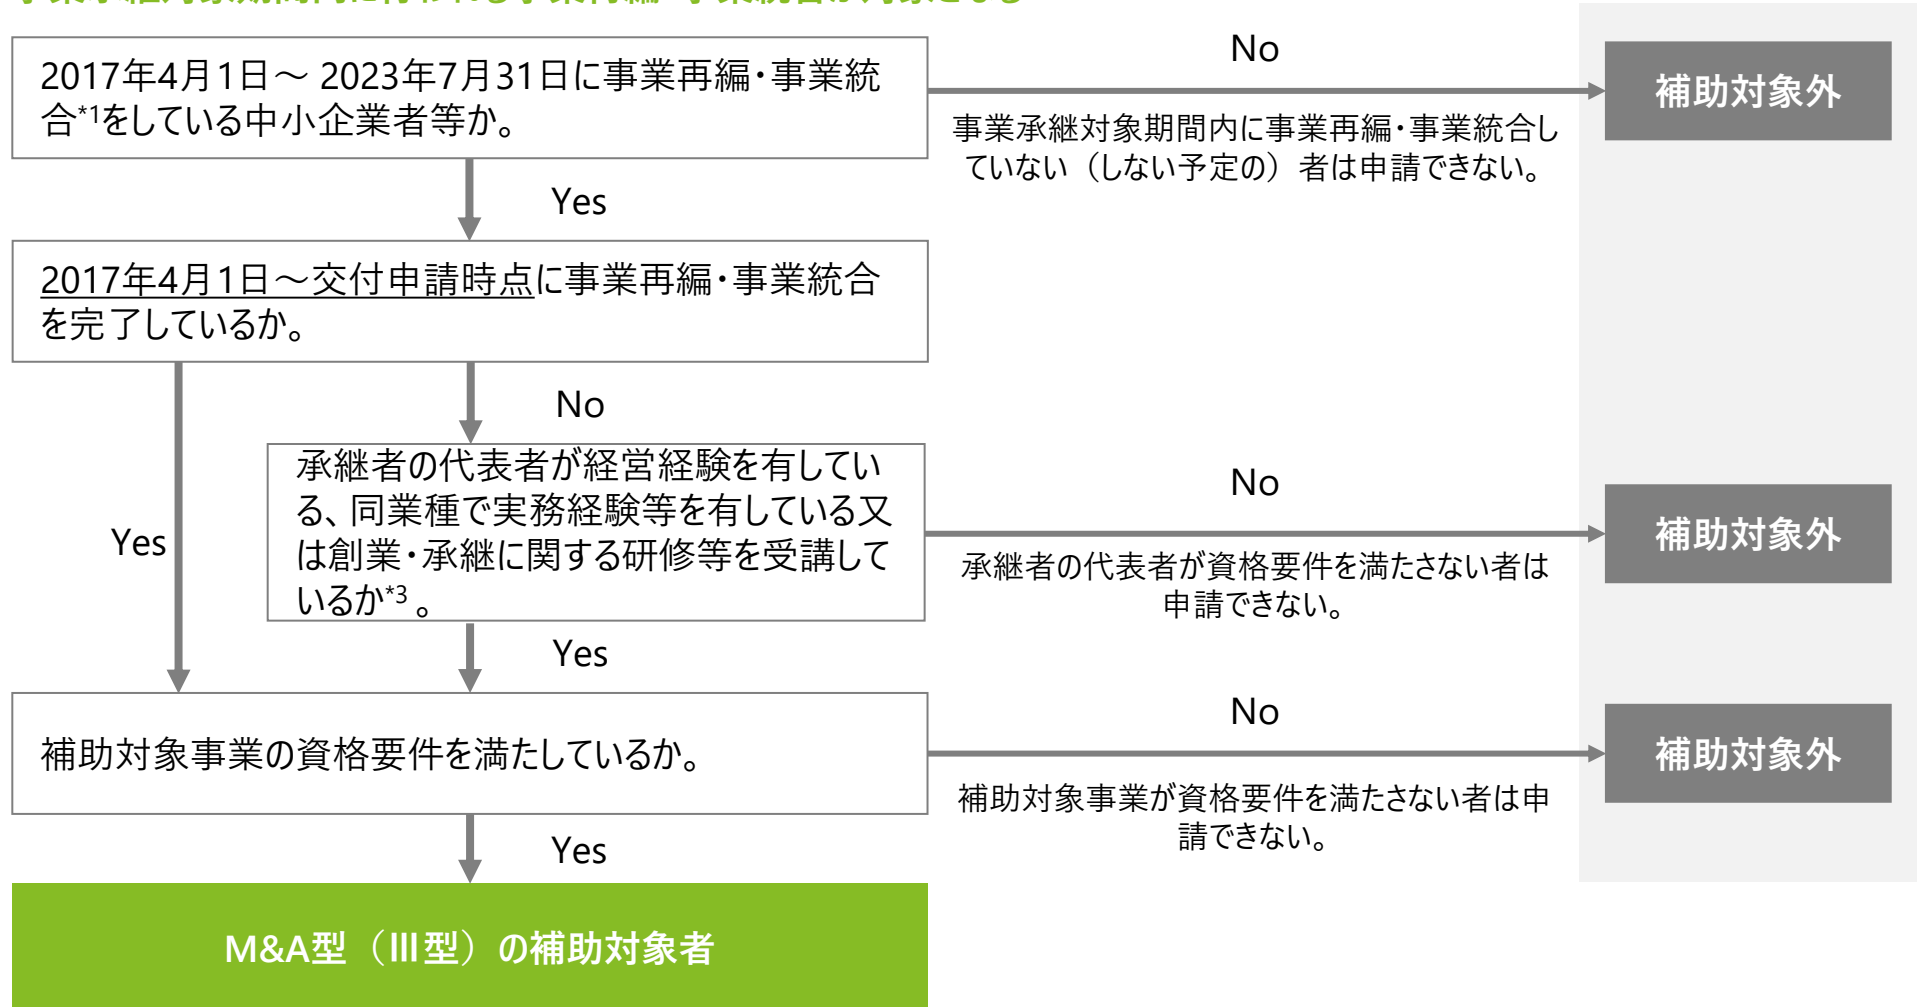 2017年4月1日～ 2023年7月31日に事業再編・事業統
合*1をしている中小企業者等か。
No
補助対象外
事業承継対象期間内に事業再編・事業統合し
ていない（しない予定の）者は申請できない。
Yes
2017年4月1日～交付申請時点に事業再編・事業統合
を完了しているか。
No
Yes
承継者の代表者が経営経験を有してい
る、同業種で実務経験等を有している又
は創業・承継に関する研修等を受講して
いるか*3 。
No
補助対象外
承継者の代表者が資格要件を満たさない者は
申請できない。
Yes
補助対象事業の資格要件を満たしているか。
No
補助対象外
補助対象事業が資格要件を満たさない者は申
請できない。
Yes
M&A型（Ⅲ型）の補助対象者